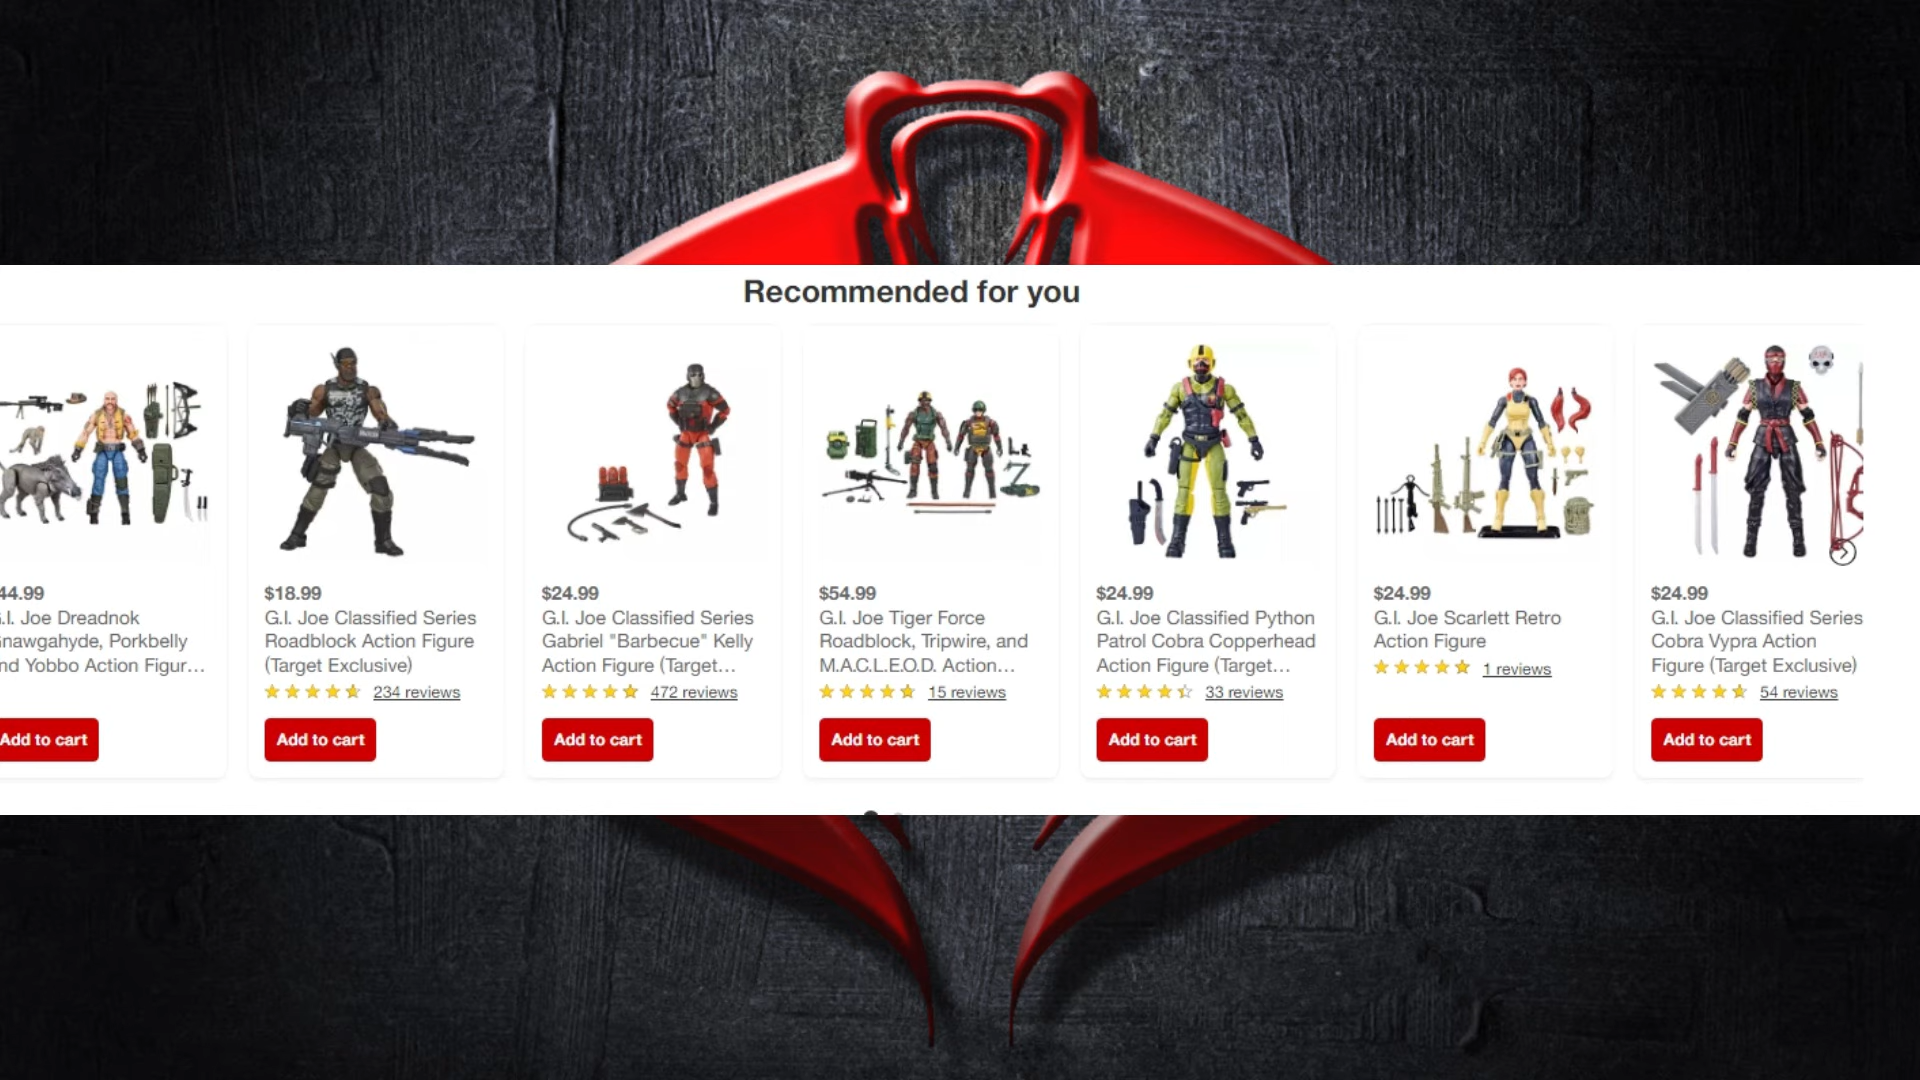 Recommended for you
44.99
G.I. Joe Dreadnok
Gnawgahyde, Porkbelly
and Yobbo Action Figur...
Add to cart
$18.99
G.I. Joe Classified Series
Roadblock Action Figure
(Target Exclusive)
234 reviews
Add to cart
$24.99
G.I. Joe Classified Series
Gabriel "Barbecue" Kelly
Action Figure (Target...
472 reviews
Add to cart
$54.99
G.I. Joe Tiger Force
Roadblock, Tripwire, and
M.A.C.L.E.O.D. Action...
15 reviews
Add to cart
$24.99
G.I. Joe Classified Python
Patrol Cobra Copperhead
Action Figure (Target...
33 reviews
Add to cart
$24.99
G.I. Joe Scarlett Retro
Action Figure
1 reviews
Add to cart
$24.99
G.I. Joe Classified Series
Cobra Vypra Action
Figure (Target Exclusive)
54 reviews
Add to cart